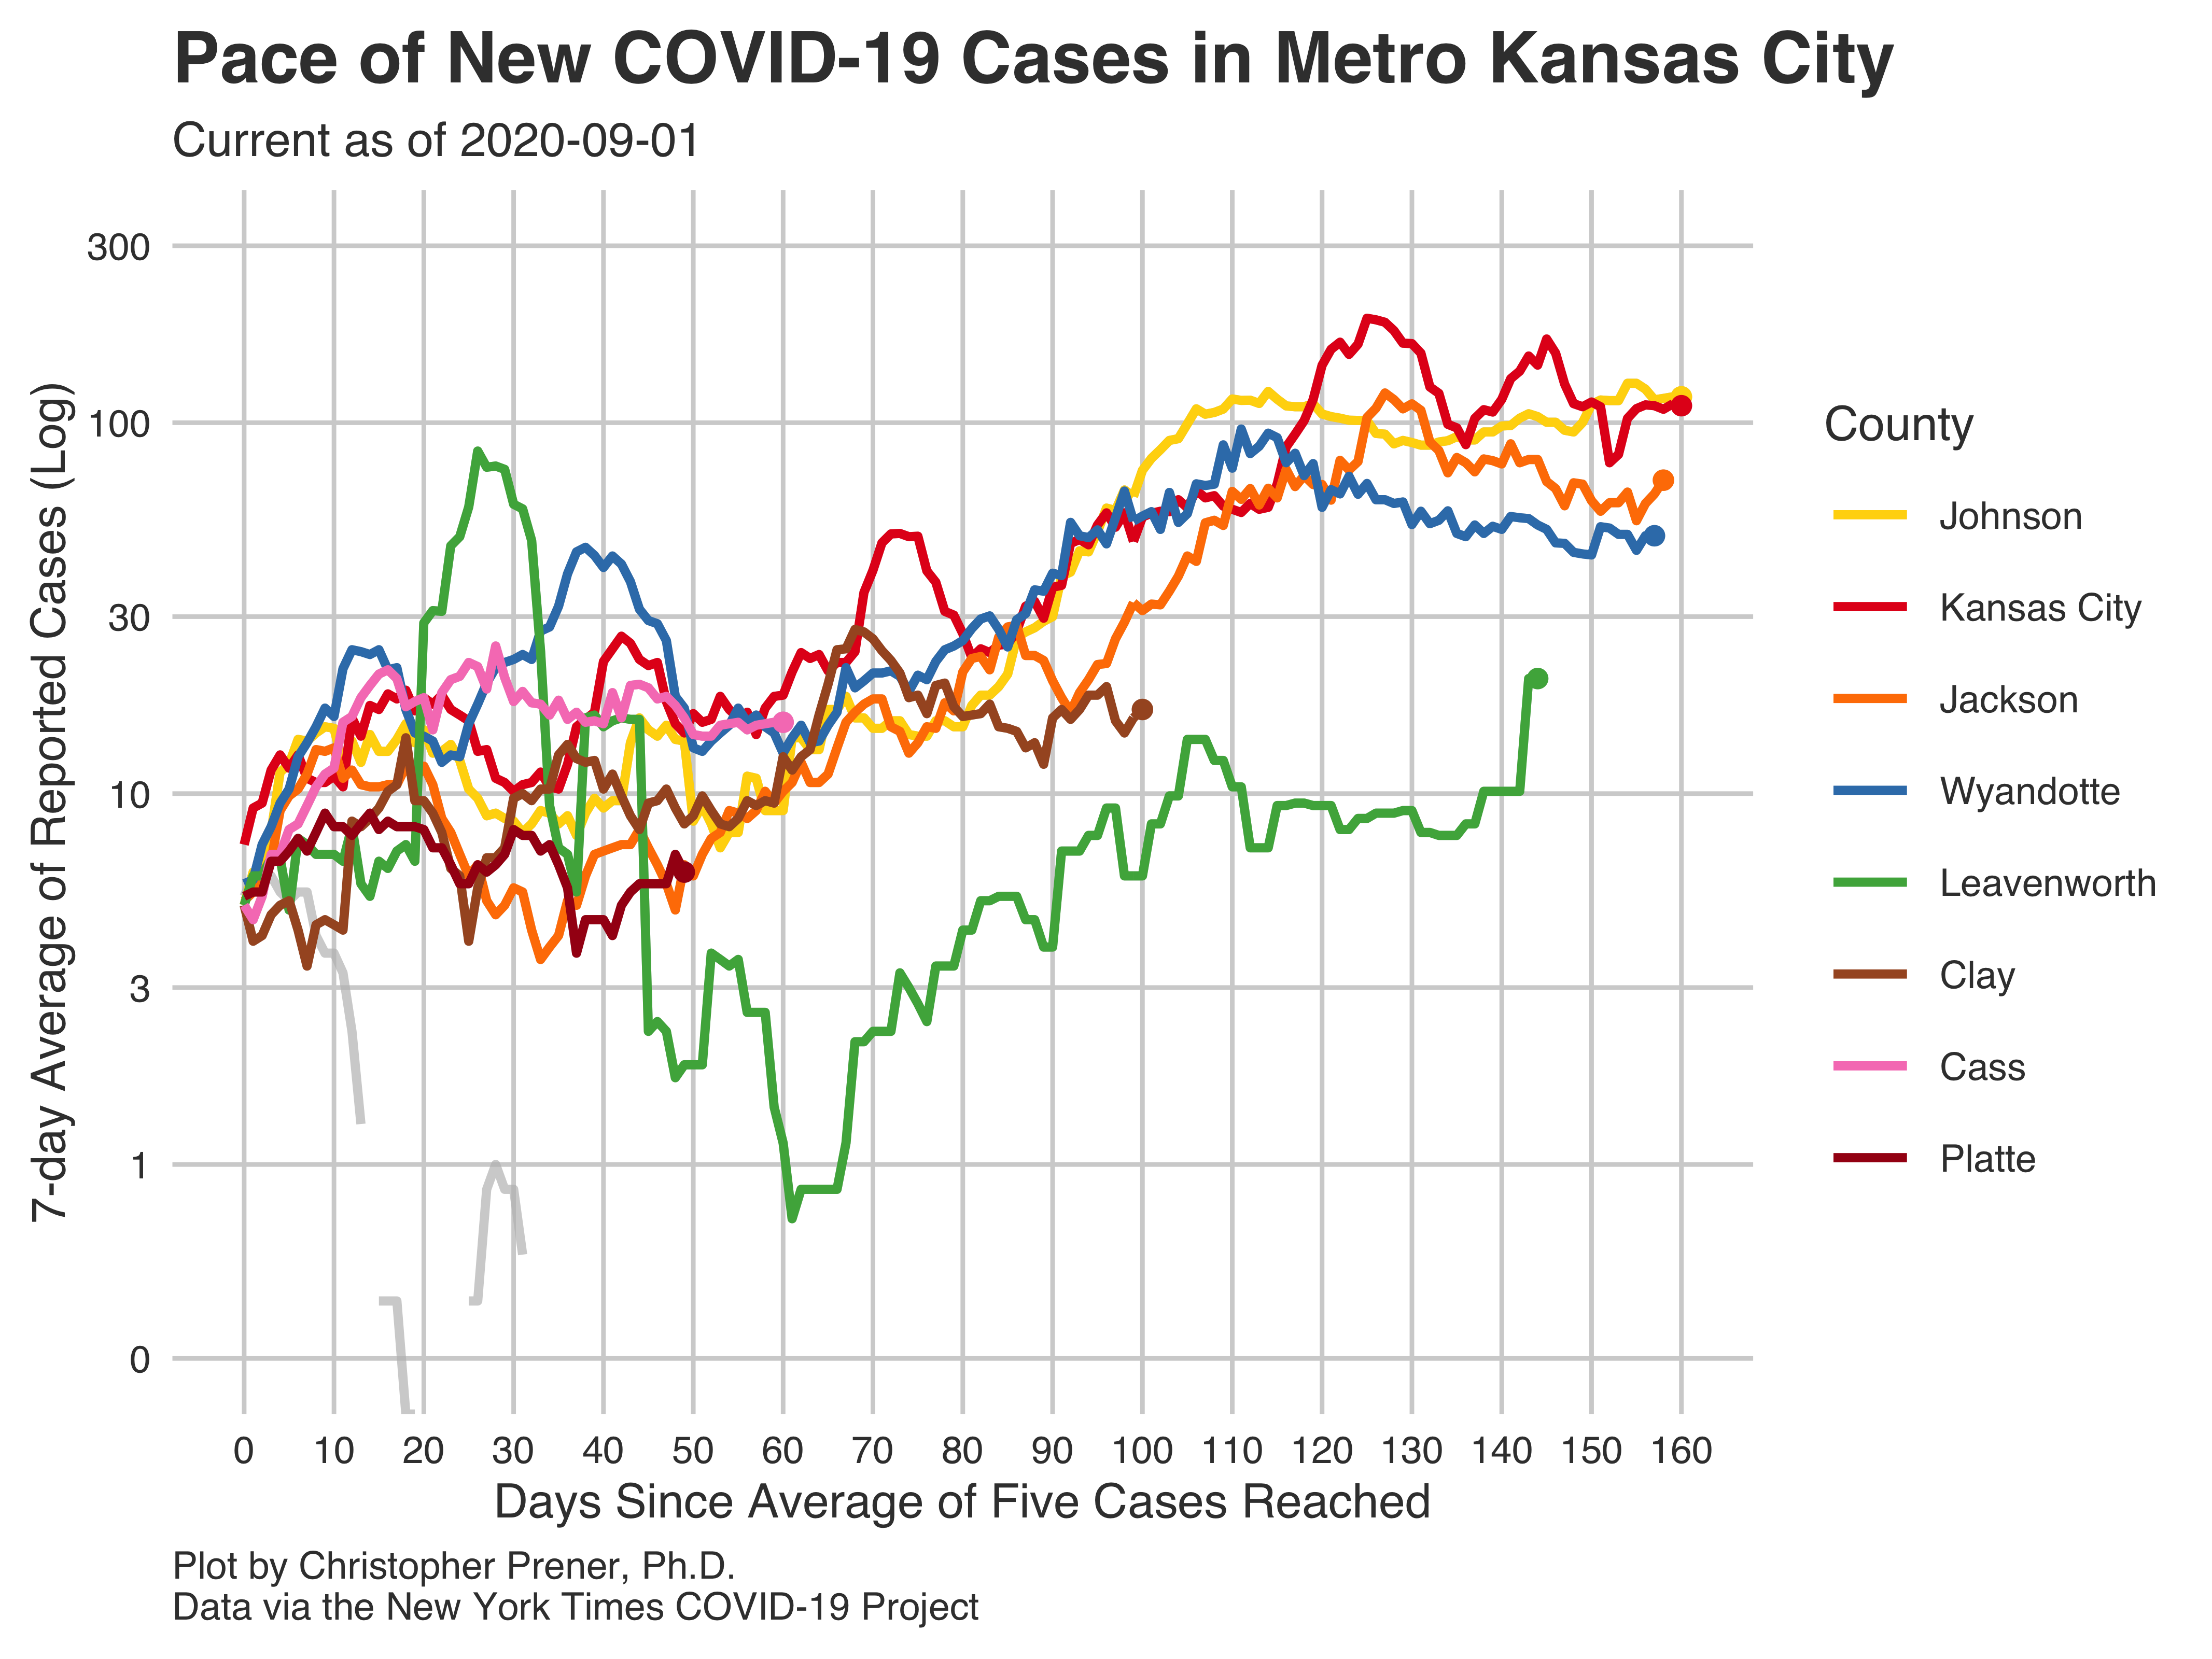 Pace of New COVID-19 Cases in Metro Kansas City
Current as of 2020-09-01
7-day Average of Reported Cases (Log)
300
100
30
10
3
1
0
0 10 20 30 40 50 60 70 80 90 100 110 120 130 140 150 160
Days Since Average of Five Cases Reached
County
Johnson
Kansas City
Jackson
Wyandotte
Leavenworth
Clay
Cass
Platte
Plot by Christopher Prener, Ph.D.
Data via the New York Times COVID-19 Project